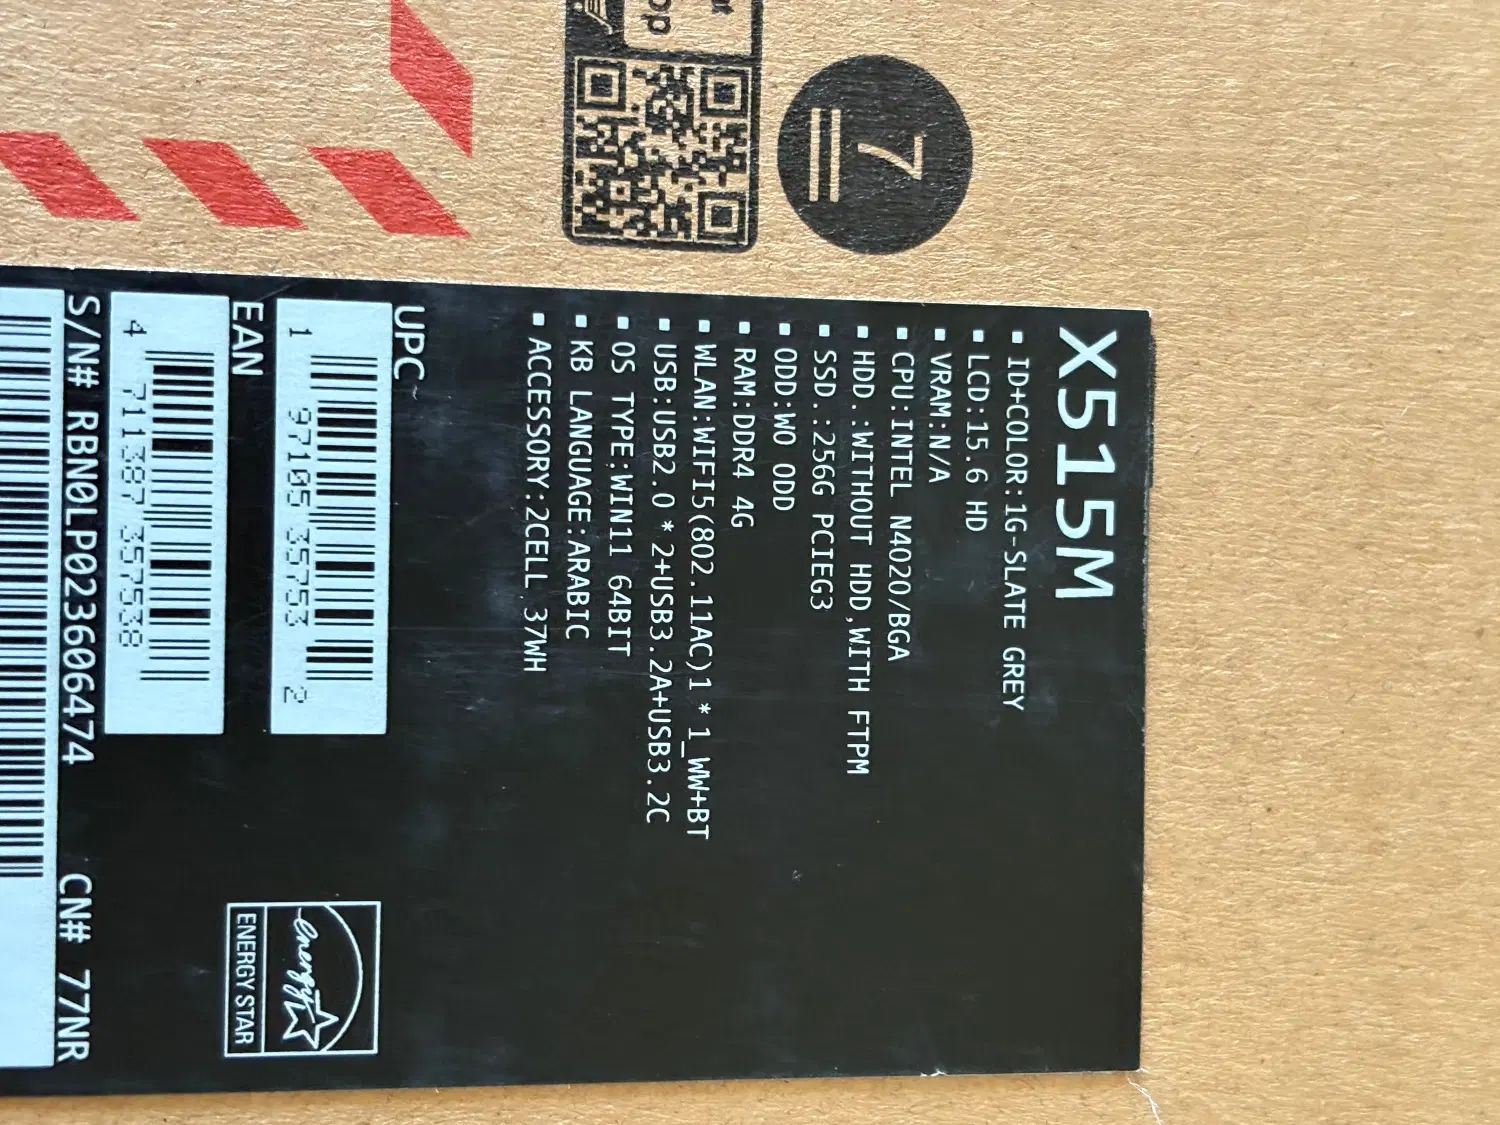 7
X515M
▪ ID+COLOR:1G-SLATE GREY
▪ LCD:15.6 HD
▪ VRAM:N/A
▪ CPU:INTEL N4020/BGA
▪ HDD.:WITHOUT HDD,WITH FTPM
▪ SSD.:256G PCIEG3
▪ ODD:WO ODD
▪ RAM:DDR4 4G
▪ WLAN:WIFI5(802.11AC)1*1_WW+BT
▪ USB:USB2.0*2+USB3.2A+USB3.2C
▪ OS TYPE:WIN11 64BIT
▪ KB LANGUAGE:ARABIC
▪ ACCESSORY:2CELL 37WH
UPC
1 97105 35753 2
EAN
4 711387 357538
energy
ENERGY STAR
S/N# RBN0LP023606474 CN# 77NR